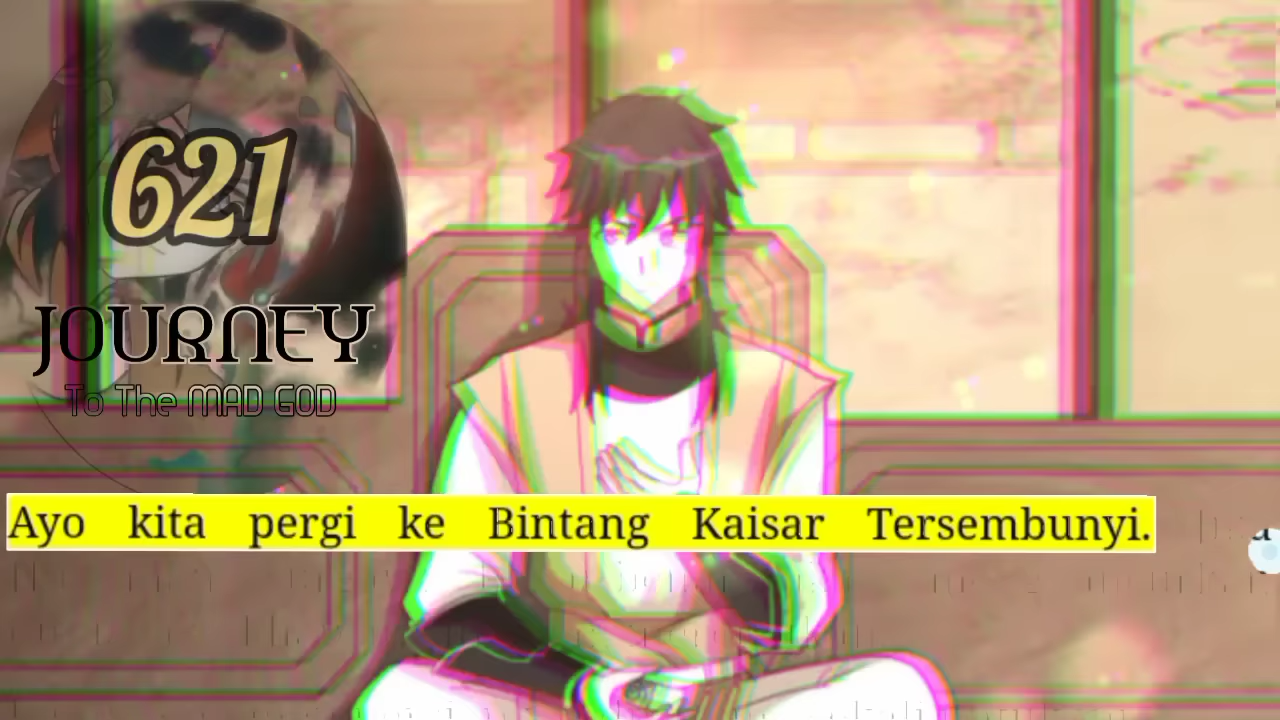 621
JOURNEY
To The MAD GOD
Ayo kita pergi ke Bintang Kaisar Tersembunyi.